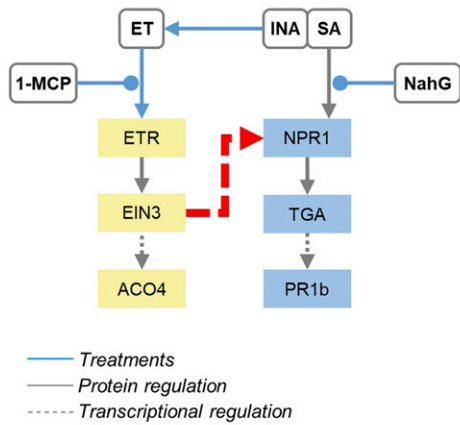 ET INA SA
1-MCP NahG
ETR NPR1
EIN3 TGA
ACO4 PR1b
Treatments
Protein regulation
Transcriptional regulation